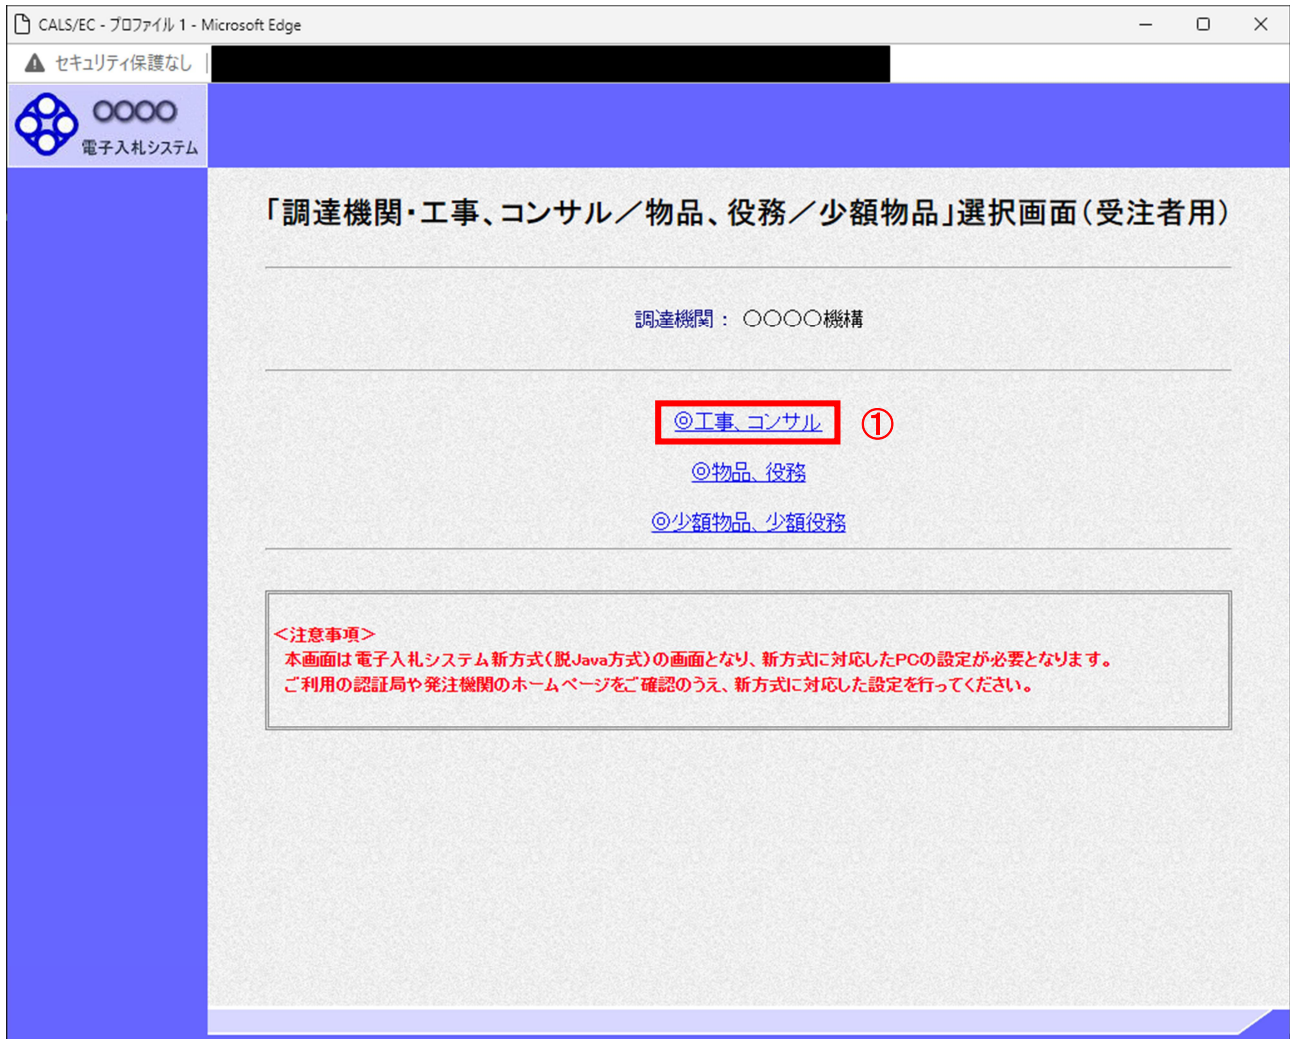 CALS/EC - プロファイル 1 - Microsoft Edge
セキュリティ保護なし
○○○○
電子入札システム
「調達機関・工事、コンサル／物品、役務／少額物品」選択画面（受注者用）
調達機関： ○○○○機構
◎工事、コンサル ①
◎物品、役務
◎少額物品、少額役務
＜注意事項＞
本画面は電子入札システム新方式（脱Java方式）の画面となり、新方式に対応したPCの設定が必要となります。
ご利用の認証局や発注機関のホームページをご確認のうえ、新方式に対応した設定を行ってください。